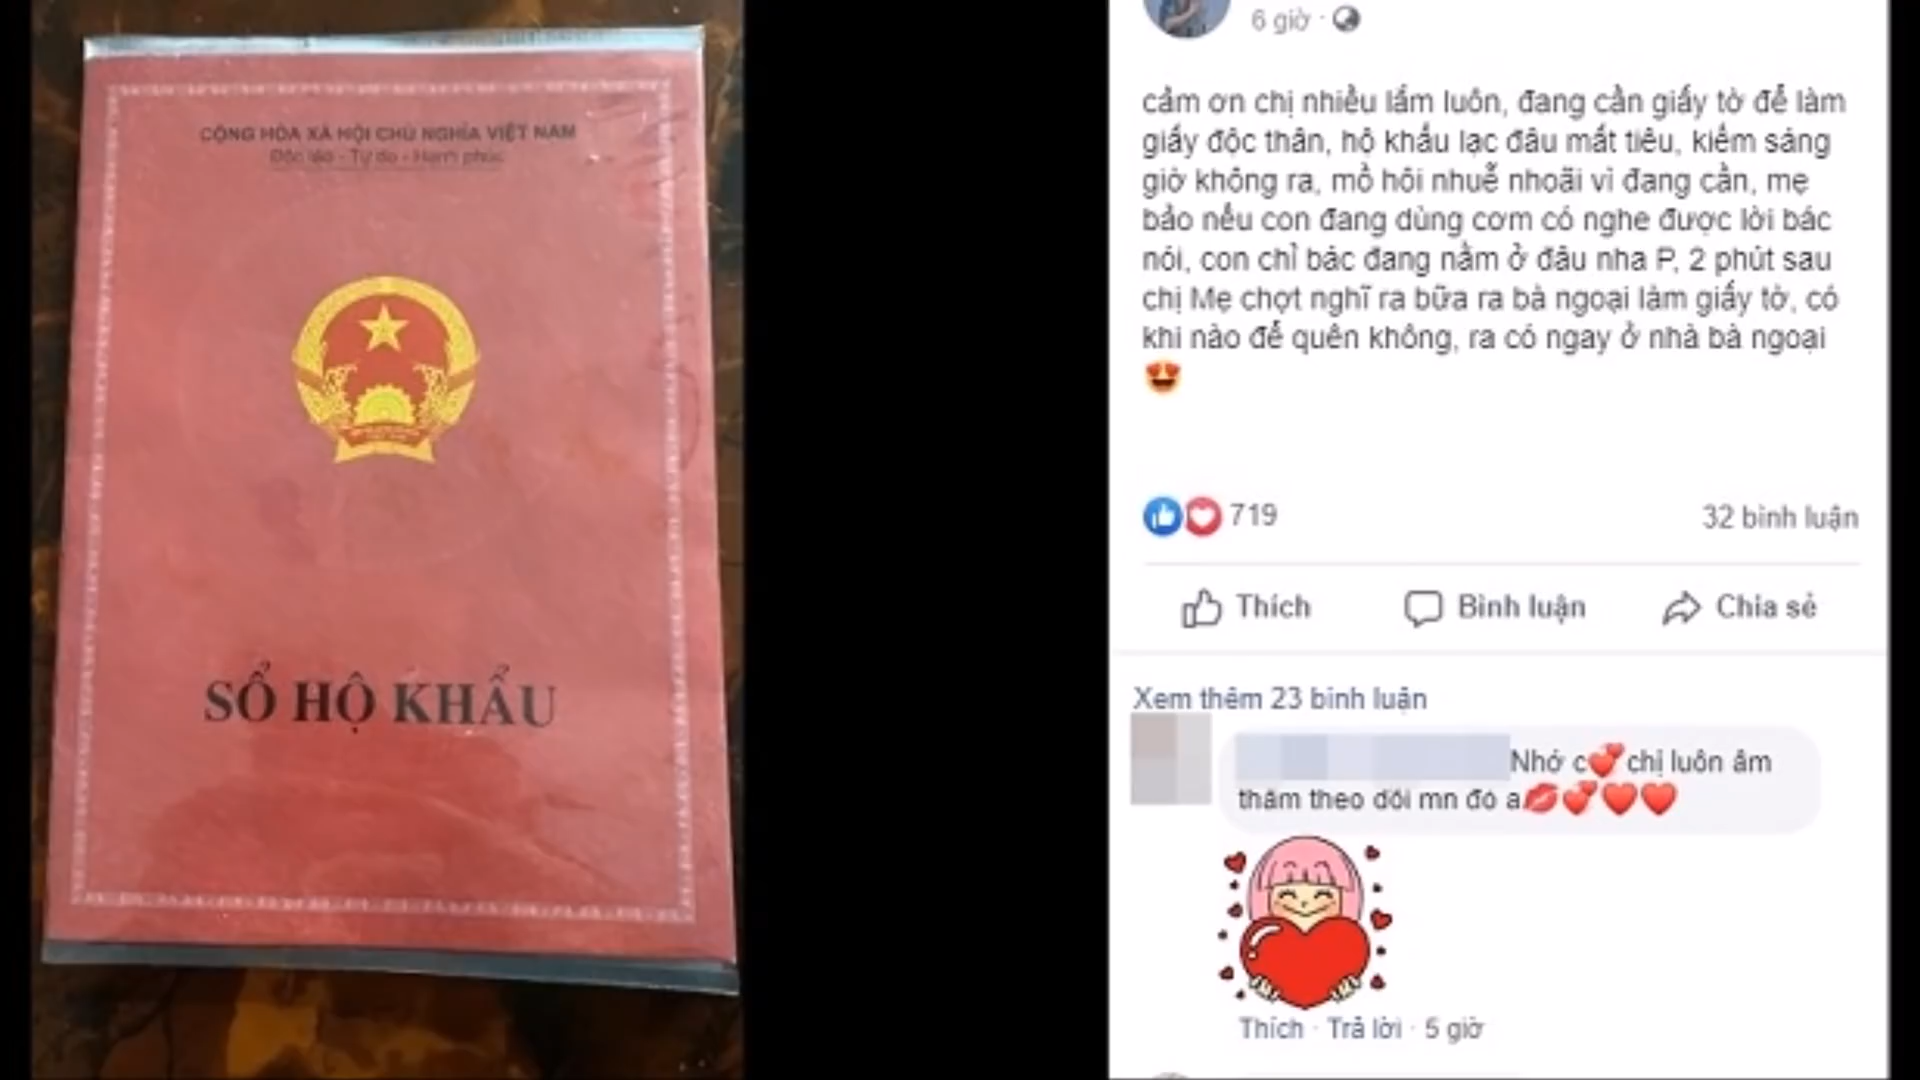 CỘNG HÒA XÃ HỘI CHỦ NGHĨA VIỆT NAM
Độc lập - Tự do - Hạnh phúc
SỔ HỘ KHẨU
6 giờ ·
cảm ơn chị nhiều lắm luôn, đang cần giấy tờ để làm
giấy độc thân, hộ khẩu lạc đâu mất tiêu, kiếm sáng
giờ không ra, mồ hôi nhuễ nhoãi vì đang cần, mẹ
bảo nếu con đang dùng cơm có nghe được lời bác
nói, con chỉ bác đang nằm ở đâu nha P, 2 phút sau
chị Mẹ chợt nghĩ ra bữa ra bà ngoại làm giấy tờ, có
khi nào để quên không, ra có ngay ở nhà bà ngoại
😍
719
32 bình luận
Thích
Bình luận
Chia sẻ
Xem thêm 23 bình luận
Nhớ c💕 chị luôn âm
thầm theo dõi mn đó a💋💕❤️❤️
Thích · Trả lời · 5 giờ